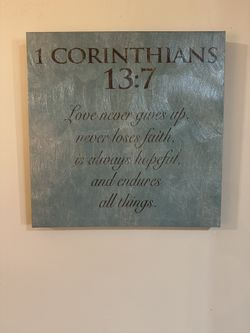 1 CORINTHIANS
13:7
Love never gives up,
never loses faith,
is always hopeful,
and endures
all things.